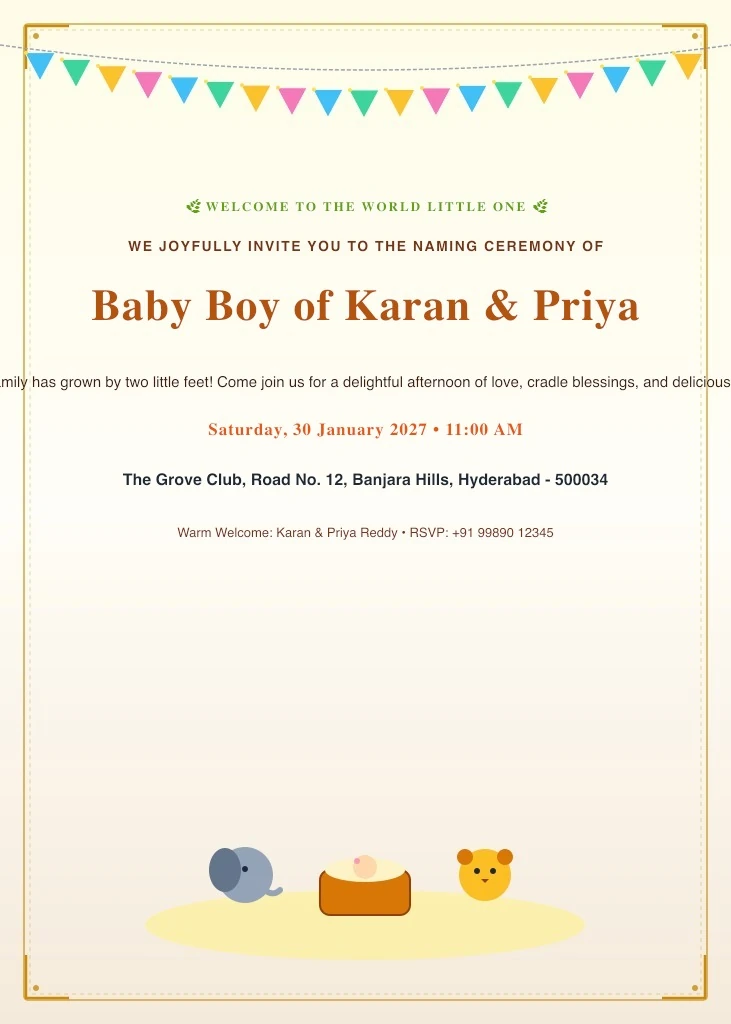 🌿 WELCOME TO THE WORLD LITTLE ONE 🌿
WE JOYFULLY INVITE YOU TO THE NAMING CEREMONY OF
Baby Boy of Karan & Priya
has grown by two little feet! Come join us for a delightful afternoon of love, cradle blessings, and delicious
Saturday, 30 January 2027 • 11:00 AM
The Grove Club, Road No. 12, Banjara Hills, Hyderabad - 500034
Warm Welcome: Karan & Priya Reddy • RSVP: +91 99890 12345